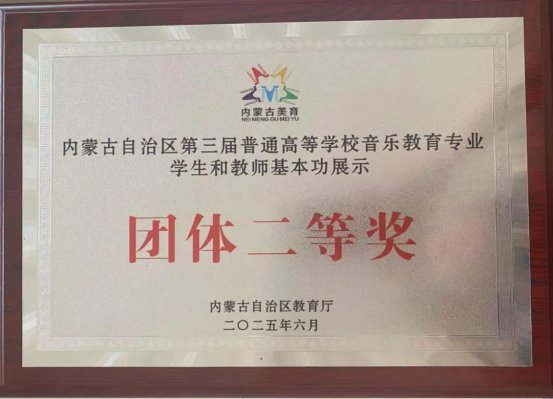 内蒙古美育
NEI MENG GU MEI YU
内蒙古自治区第三届普通高等学校音乐教育专业
学生和教师基本功展示
团体二等奖
内蒙古自治区教育厅
二〇二五年六月